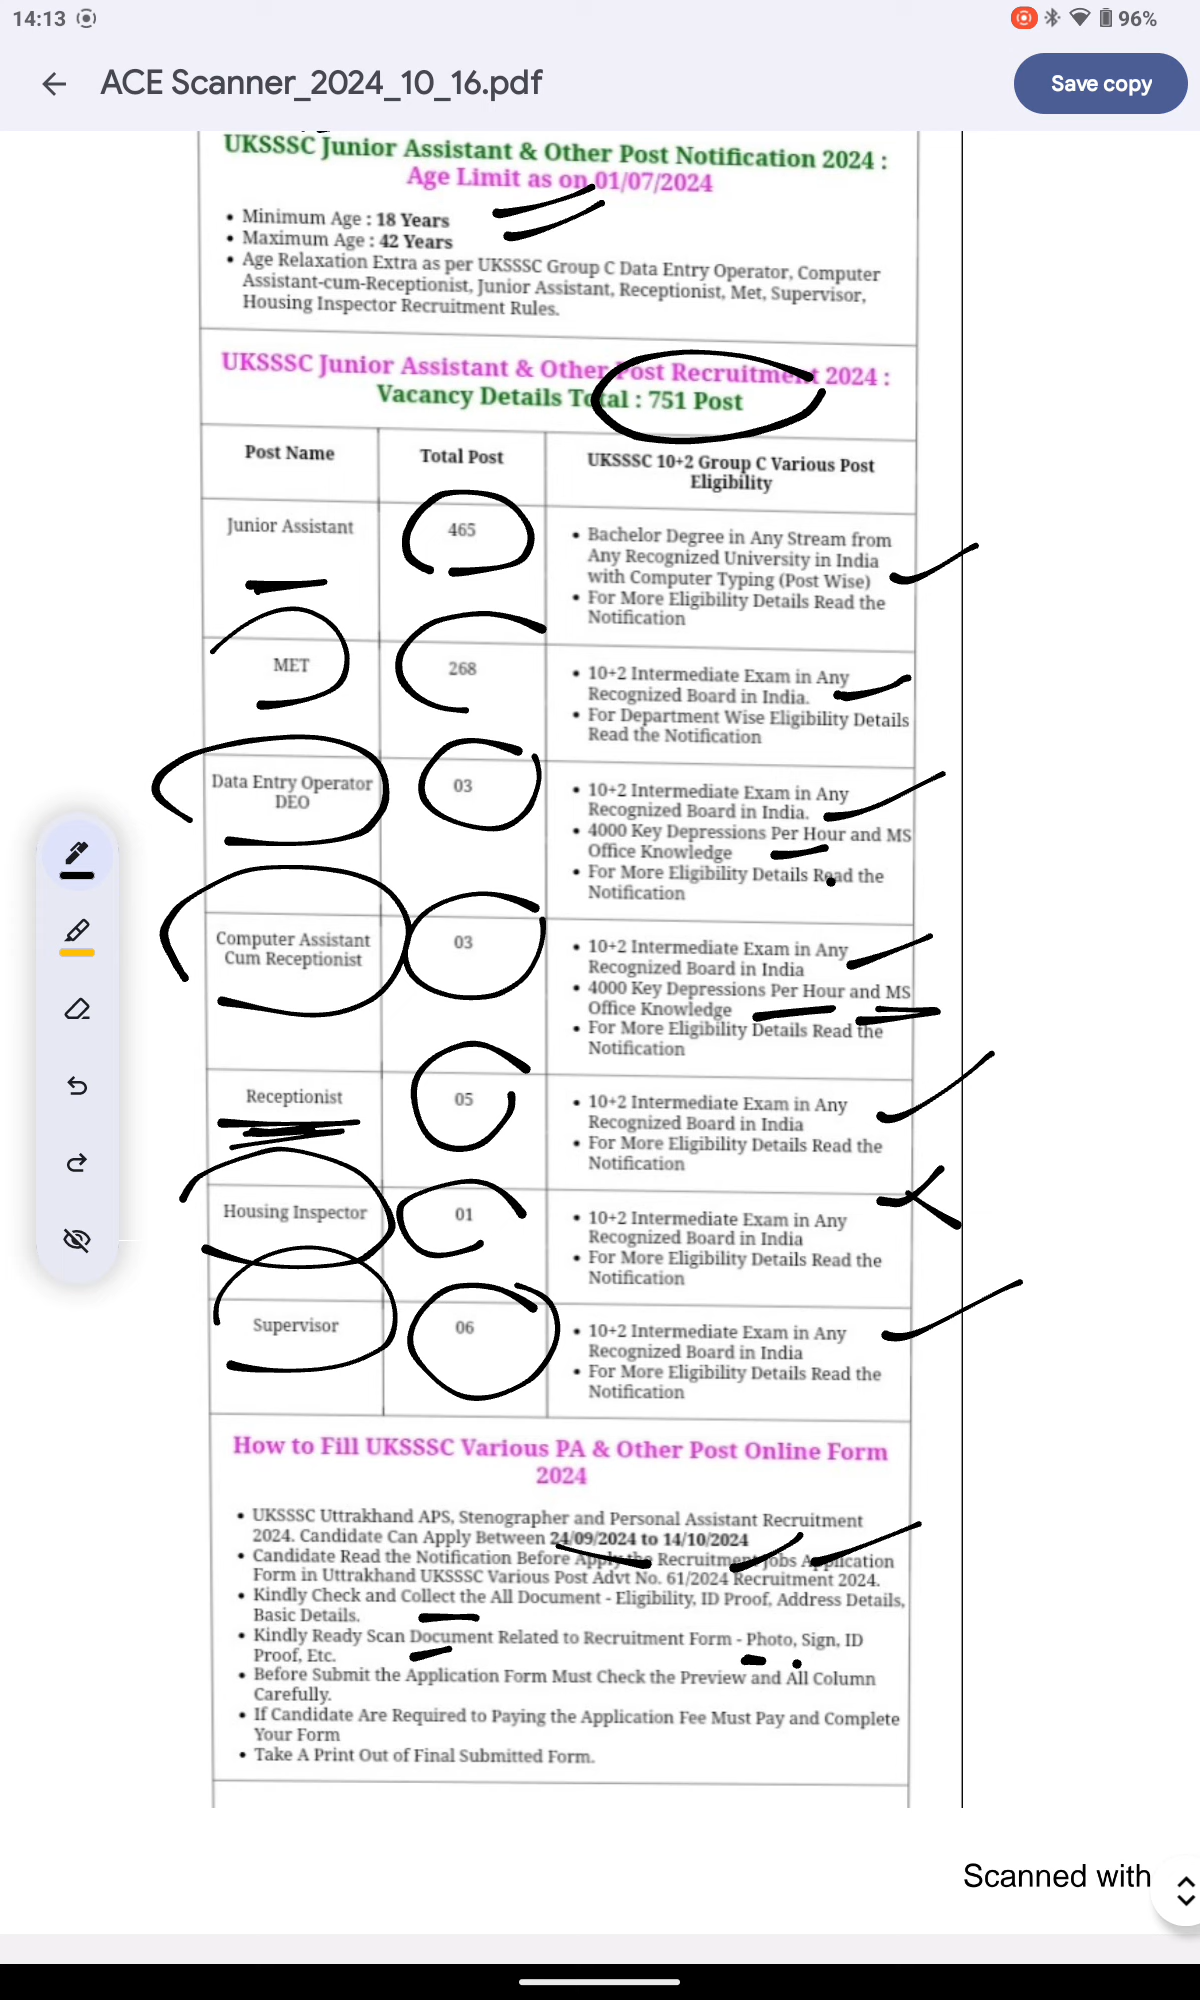 14:13
96%
ACE Scanner_2024_10_16.pdf
Save copy
UKSSSC Junior Assistant & Other Post Notification 2024 :
Age Limit as on 01/07/2024
• Minimum Age : 18 Years
• Maximum Age : 42 Years
• Age Relaxation Extra as per UKSSSC Group C Data Entry Operator, Computer
Assistant-cum-Receptionist, Junior Assistant, Receptionist, Met, Supervisor,
Housing Inspector Recruitment Rules.
UKSSSC Junior Assistant & Other Post Recruitment 2024 :
Vacancy Details Total : 751 Post
Post Name
Total Post
UKSSSC 10+2 Group C Various Post
Eligibility
Junior Assistant
465
• Bachelor Degree in Any Stream from
Any Recognized University in India
with Computer Typing (Post Wise)
• For More Eligibility Details Read the
Notification
MET
268
• 10+2 Intermediate Exam in Any
Recognized Board in India.
• For Department Wise Eligibility Details
Read the Notification
Data Entry Operator
DEO
03
• 10+2 Intermediate Exam in Any
Recognized Board in India.
• 4000 Key Depressions Per Hour and MS
Office Knowledge
• For More Eligibility Details Read the
Notification
Computer Assistant
Cum Receptionist
03
• 10+2 Intermediate Exam in Any
Recognized Board in India
• 4000 Key Depressions Per Hour and MS
Office Knowledge
• For More Eligibility Details Read the
Notification
Receptionist
05
• 10+2 Intermediate Exam in Any
Recognized Board in India
• For More Eligibility Details Read the
Notification
Housing Inspector
01
• 10+2 Intermediate Exam in Any
Recognized Board in India
• For More Eligibility Details Read the
Notification
Supervisor
06
• 10+2 Intermediate Exam in Any
Recognized Board in India
• For More Eligibility Details Read the
Notification
How to Fill UKSSSC Various PA & Other Post Online Form
2024
• UKSSSC Uttrakhand APS, Stenographer and Personal Assistant Recruitment
2024. Candidate Can Apply Between 24/09/2024 to 14/10/2024
• Candidate Read the Notification Before Apply the Recruitment Jobs Application
Form in Uttrakhand UKSSSC Various Post Advt No. 61/2024 Recruitment 2024.
• Kindly Check and Collect the All Document - Eligibility, ID Proof, Address Details,
Basic Details.
• Kindly Ready Scan Document Related to Recruitment Form - Photo, Sign, ID
Proof, Etc.
• Before Submit the Application Form Must Check the Preview and All Column
Carefully.
• If Candidate Are Required to Paying the Application Fee Must Pay and Complete
Your Form
• Take A Print Out of Final Submitted Form.
Scanned with